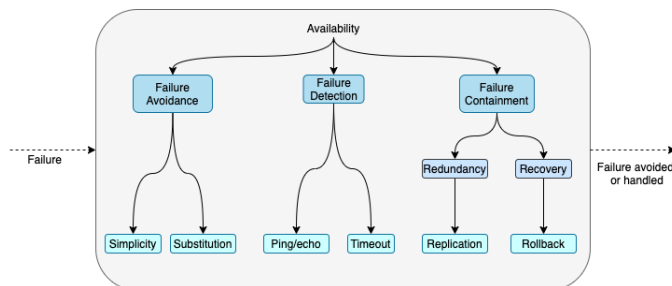 Availability
Failure
Avoidance
Failure
Detection
Failure
Containment
Failure
Redundancy
Recovery
Failure avoided
or handled
Simplicity
Substitution
Ping/echo
Timeout
Replication
Rollback